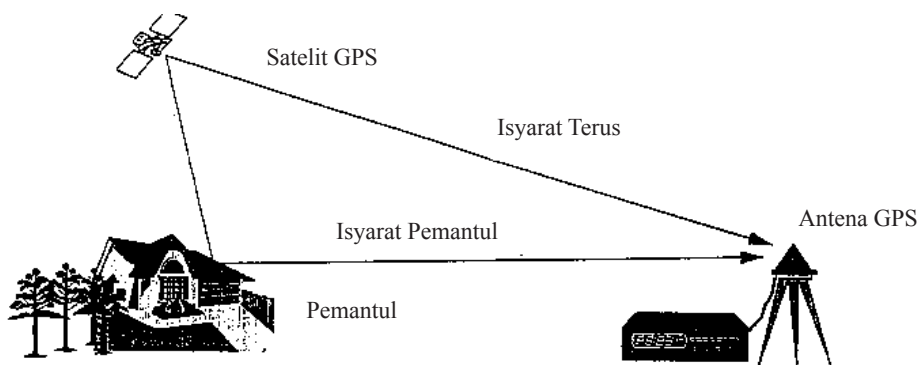 Satelit GPS
Isyarat Terus
Antena GPS
Isyarat Pemantul
Pemantul